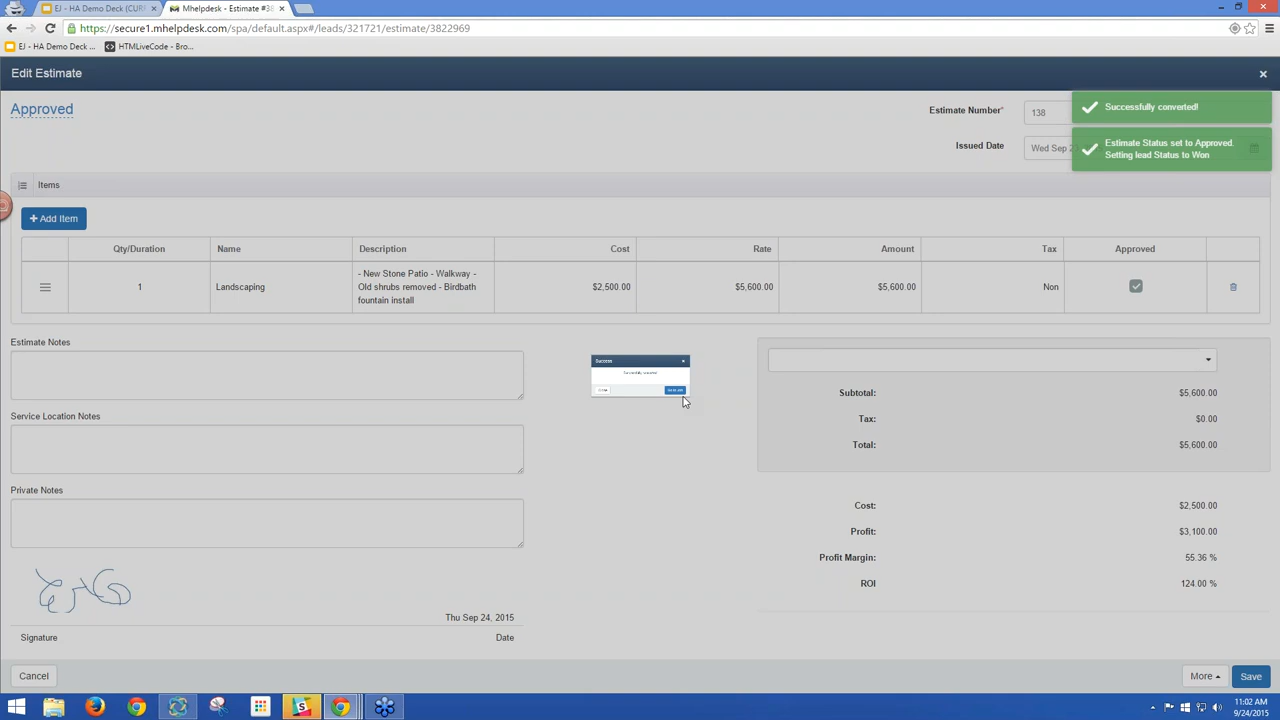 EJ - HA Demo Deck (CUR
Mhelpdesk - Estimate #38
https://secure1.mhelpdesk.com/spa/default.aspx#/leads/321721/estimate/3822969
EJ - HA Demo Deck ...
HTMLiveCode - Bro...
Edit Estimate
Approved
Estimate Number*
138
Successfully converted!
Issued Date
Wed Sep 2
Estimate Status set to Approved.
Setting lead Status to Won
Items
+ Add Item
Qty/Duration Name Description Cost Rate Amount Tax Approved
1 Landscaping - New Stone Patio - Walkway - Old shrubs removed - Birdbath fountain install $2,500.00 $5,600.00 $5,600.00 Non
Estimate Notes
Success
Subtotal: $5,600.00
Service Location Notes
Tax: $0.00
Total: $5,600.00
Private Notes
Cost: $2,500.00
Profit: $3,100.00
Profit Margin: 55.36 %
ROI 124.00 %
Thu Sep 24, 2015
Signature Date
Cancel
More
Save
11:02 AM
9/24/2015